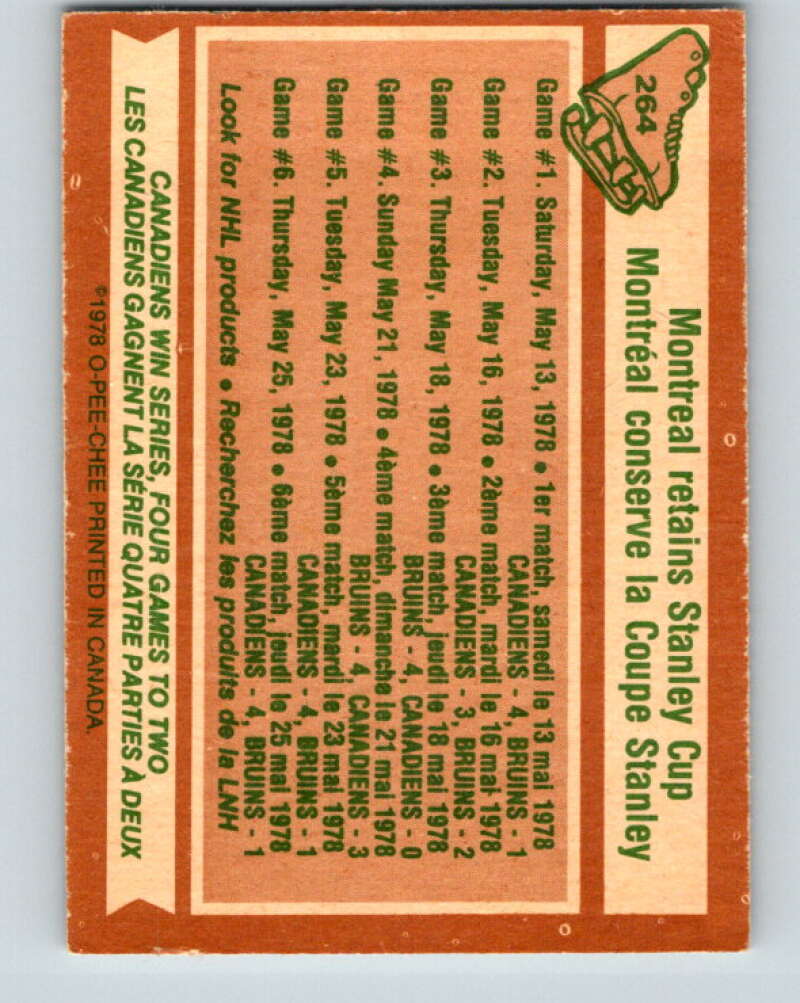 264
Montreal retains Stanley Cup
Montréal conserve la Coupe Stanley
Game #1. Saturday, May 13, 1978 • 1er match, samedi le 13 mai 1978
CANADIENS - 4, BRUINS - 1
Game #2. Tuesday, May 16, 1978 • 2ème match, mardi le 16 mai 1978
CANADIENS - 3, BRUINS - 2
Game #3. Thursday, May 18, 1978 • 3ème match, jeudi le 18 mai 1978
BRUINS - 4, CANADIENS - 0
Game #4. Sunday May 21, 1978 • 4ème match, dimanche le 21 mai 1978
BRUINS - 4, CANADIENS - 3
Game #5. Tuesday, May 23, 1978 • 5ème match, mardi le 23 mai 1978
CANADIENS - 4, BRUINS - 1
Game #6. Thursday, May 25, 1978 • 6ème match, jeudi le 25 mai 1978
CANADIENS - 4, BRUINS - 1
Look for NHL products • Recherchez les produits de la LNH
CANADIENS WIN SERIES, FOUR GAMES TO TWO
LES CANADIENS GAGNENT LA SÉRIE QUATRE PARTIES À DEUX
©1978 O-PEE-CHEE PRINTED IN CANADA.